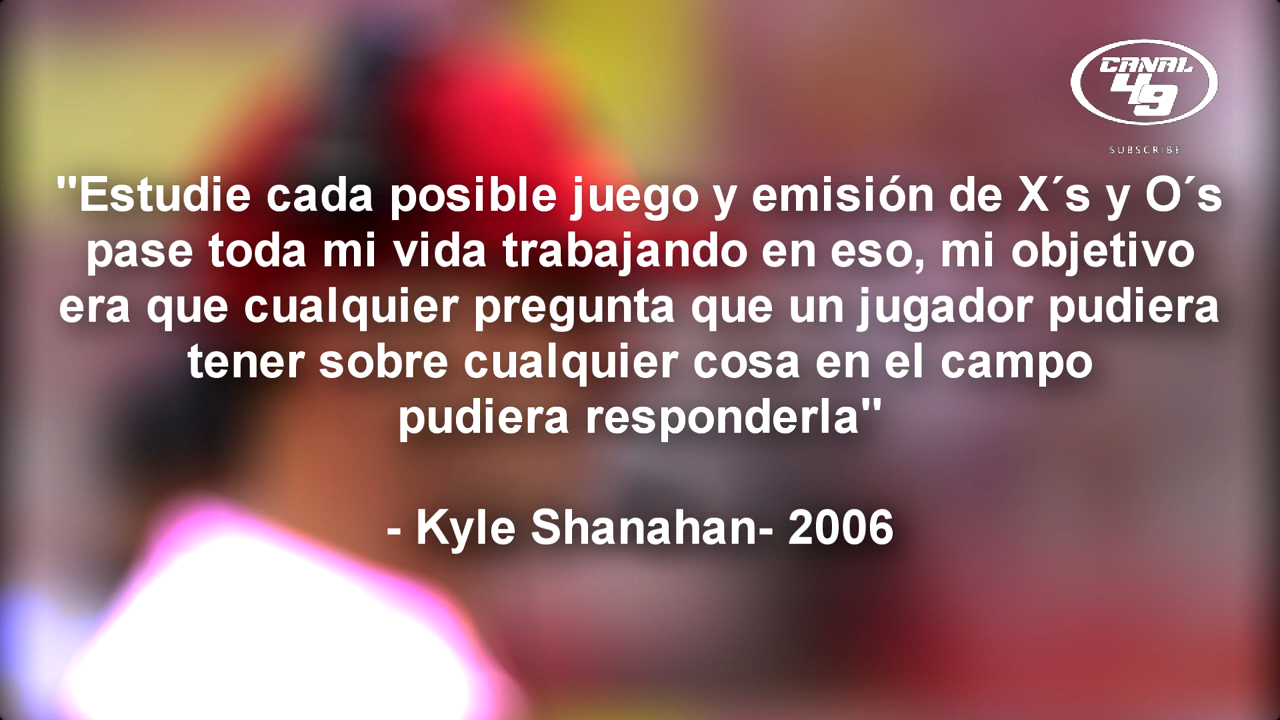 CANAL
49
SUBSCRIBE
"Estudie cada posible juego y emisión de X´s y O´s
pase toda mi vida trabajando en eso, mi objetivo
era que cualquier pregunta que un jugador pudiera
tener sobre cualquier cosa en el campo
pudiera responderla"
- Kyle Shanahan- 2006